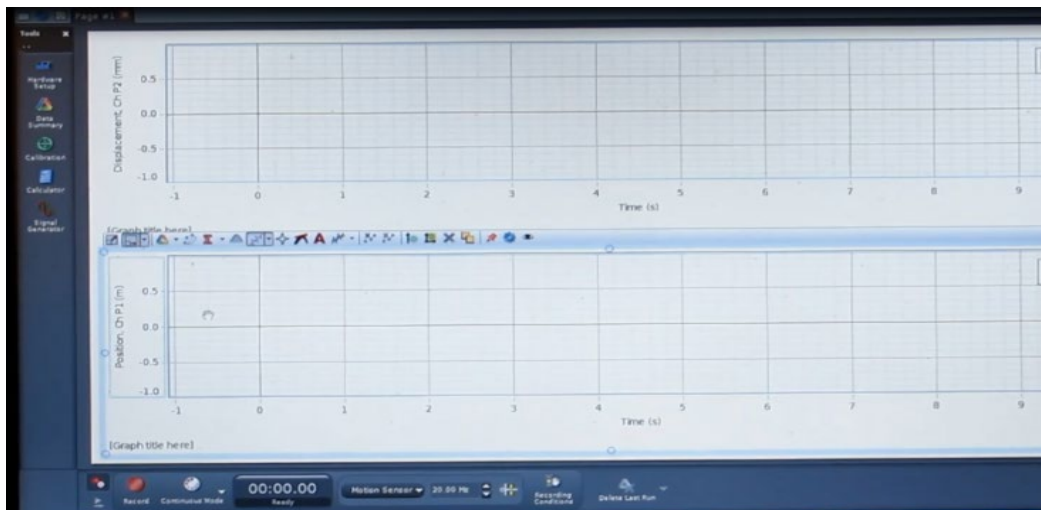 Page #1
Tools
Hardware Setup
Data Summary
Calibration
Calculator
Signal Generator
Displacement, Ch P2 (mm)
0.5
0.0
-0.5
-1.0
-1 0 1 2 3 4 5 6 7 8 9
Time (s)
[Graph title here]
Position, Ch P1 (m)
0.5
0.0
-0.5
-1.0
-1 0 1 2 3 4 5 6 7 8 9
Time (s)
[Graph title here]
Record
Continuous Mode
00:00.00
Ready
Motion Sensor
20.00 Hz
Recording Conditions
Delete Last Run